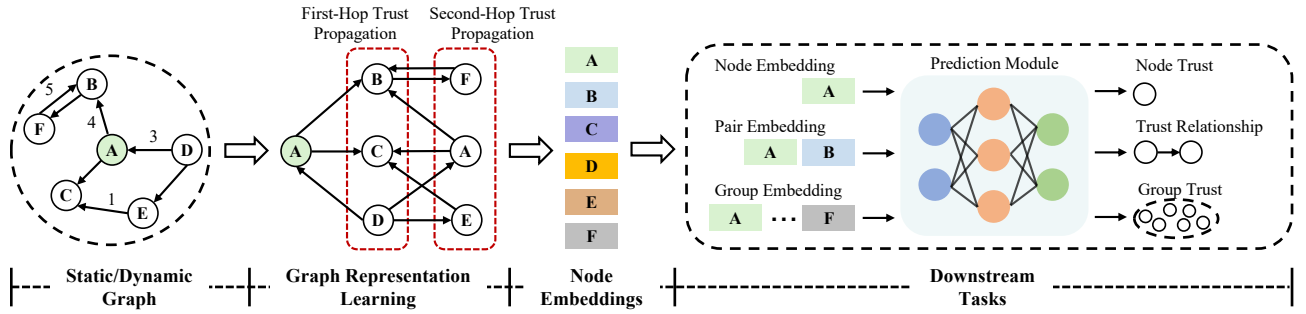 First-Hop Trust
Propagation
Second-Hop Trust
Propagation
B
5
F
4
A
3
D
C
1
E
A
B
C
D
F
A
E
A
B
C
D
E
F
Node Embedding
A
Pair Embedding
A B
Group Embedding
A ··· F
Prediction Module
Node Trust
Trust Relationship
Group Trust
Static/Dynamic
Graph
Graph Representation
Learning
Node
Embeddings
Downstream
Tasks